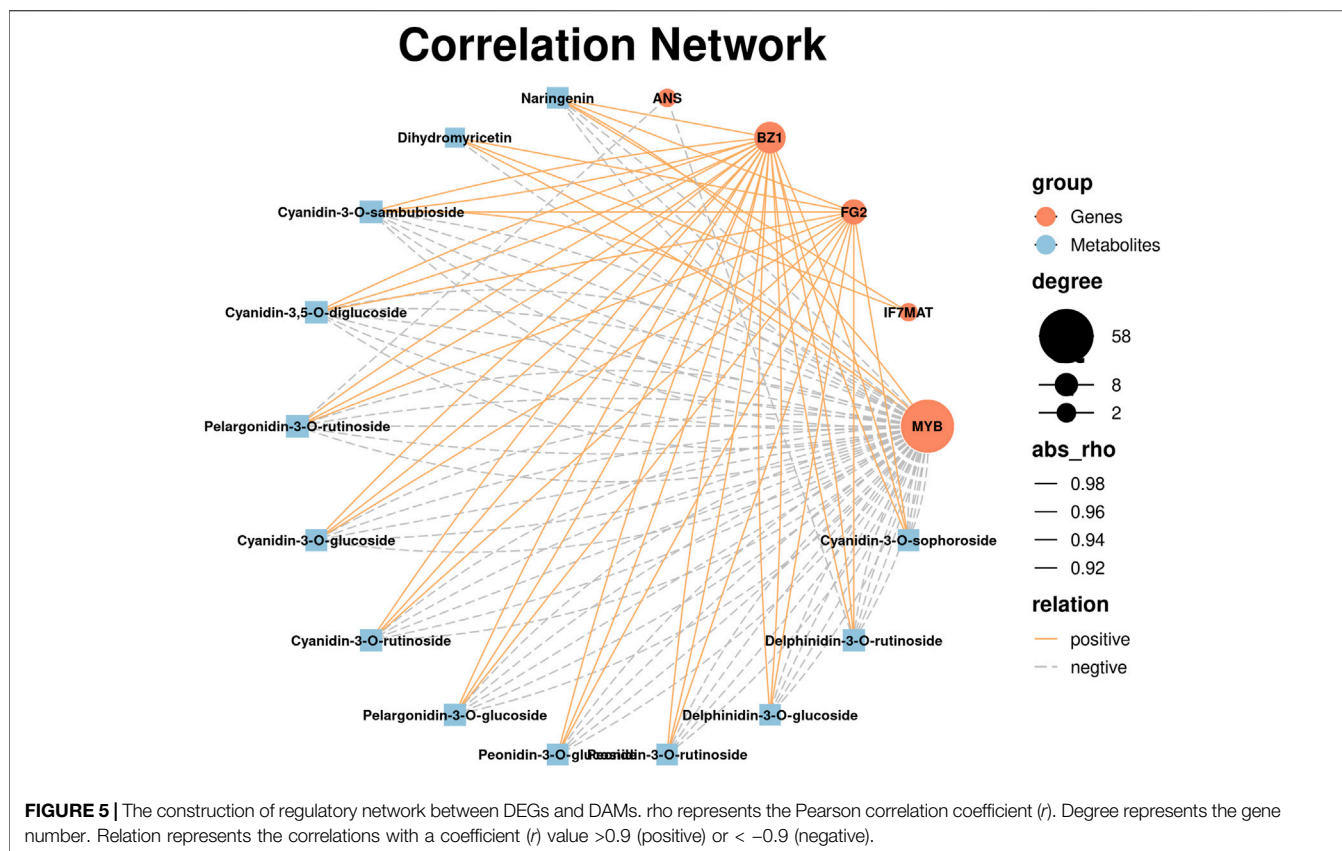 Correlation Network
Naringenin
ANS
Dihydromyricetin
BZ1
Cyanidin-3-O-sambubioside
FG2
Cyanidin-3,5-O-diglucoside
IF7MAT
Pelargonidin-3-O-rutinoside
MYB
Cyanidin-3-O-glucoside
Cyanidin-3-O-sophoroside
Cyanidin-3-O-rutinoside
Delphinidin-3-O-rutinoside
Pelargonidin-3-O-glucoside
Delphinidin-3-O-glucoside
Peonidin-3-O-glucoside
Peonidin-3-O-rutinoside
group
Genes
Metabolites
degree
58
8
2
abs_rho
0.98
0.96
0.94
0.92
relation
positive
negtive
FIGURE 5 | The construction of regulatory network between DEGs and DAMs. rho represents the Pearson correlation coefficient (r). Degree represents the gene
number. Relation represents the correlations with a coefficient (r) value >0.9 (positive) or < −0.9 (negative).